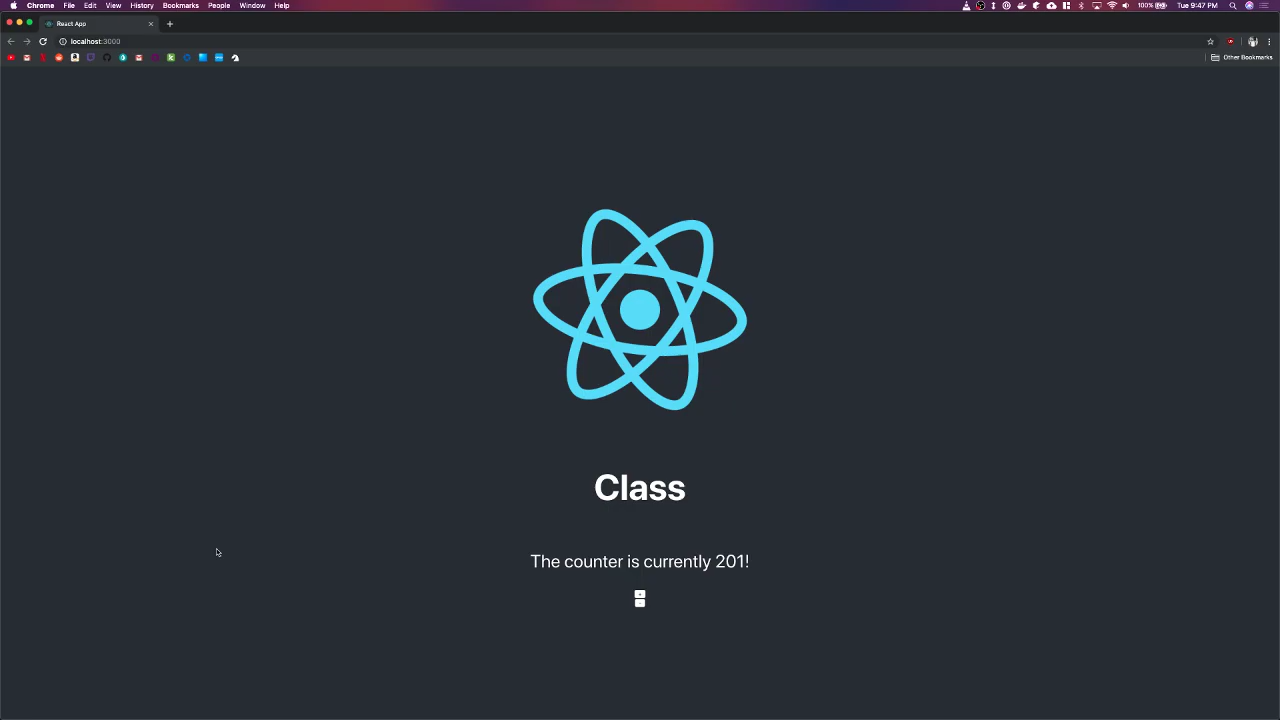 Chrome File Edit View History Bookmarks People Window Help 100% Tue 9:47 PM
React App
localhost:3000
Other Bookmarks
Class
The counter is currently 201!
+
-